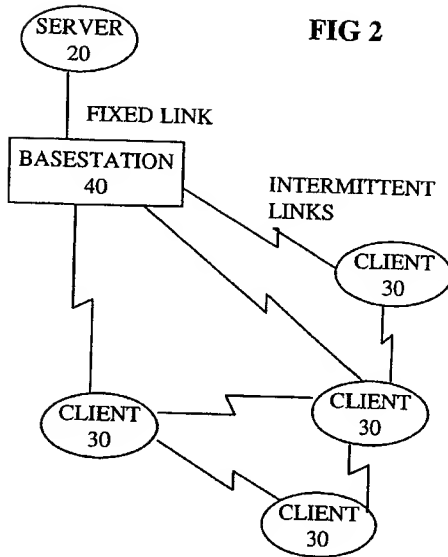 SERVER
20
FIG 2
FIXED LINK
BASESTATION
40
INTERMITTENT
LINKS
CLIENT
30
CLIENT
30
CLIENT
30
CLIENT
30